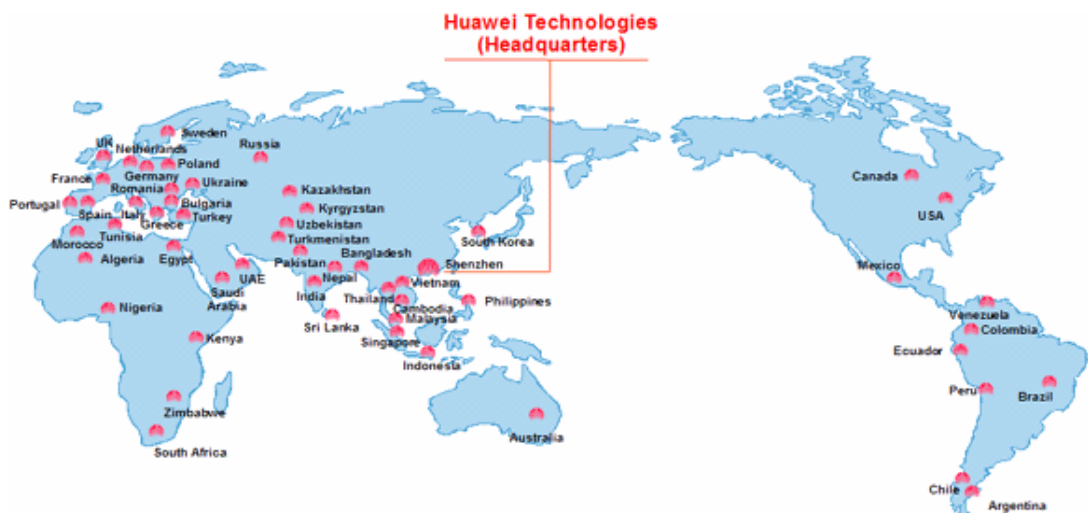 Huawei Technologies
(Headquarters)
Sweden
UK
Netherlands
Russia
Poland
Germany
France
Ukraine
Romania
Kazakhstan
Canada
Bulgaria
Portugal
Kyrgyzstan
USA
Spain
Italy
Turkey
Greece
Uzbekistan
Tunisia
Morocco
Turkmenistan
South Korea
Egypt
Algeria
Pakistan
Bangladesh
Shenzhen
Mexico
UAE
Nepal
Vietnam
Saudi
Arabia
India
Thailand
Philippines
Nigeria
Cambodia
Venezuela
Sri Lanka
Malaysia
Colombia
Kenya
Singapore
Ecuador
Indonesia
Peru
Brazil
Zimbabwe
Australia
South Africa
Chile
Argentina